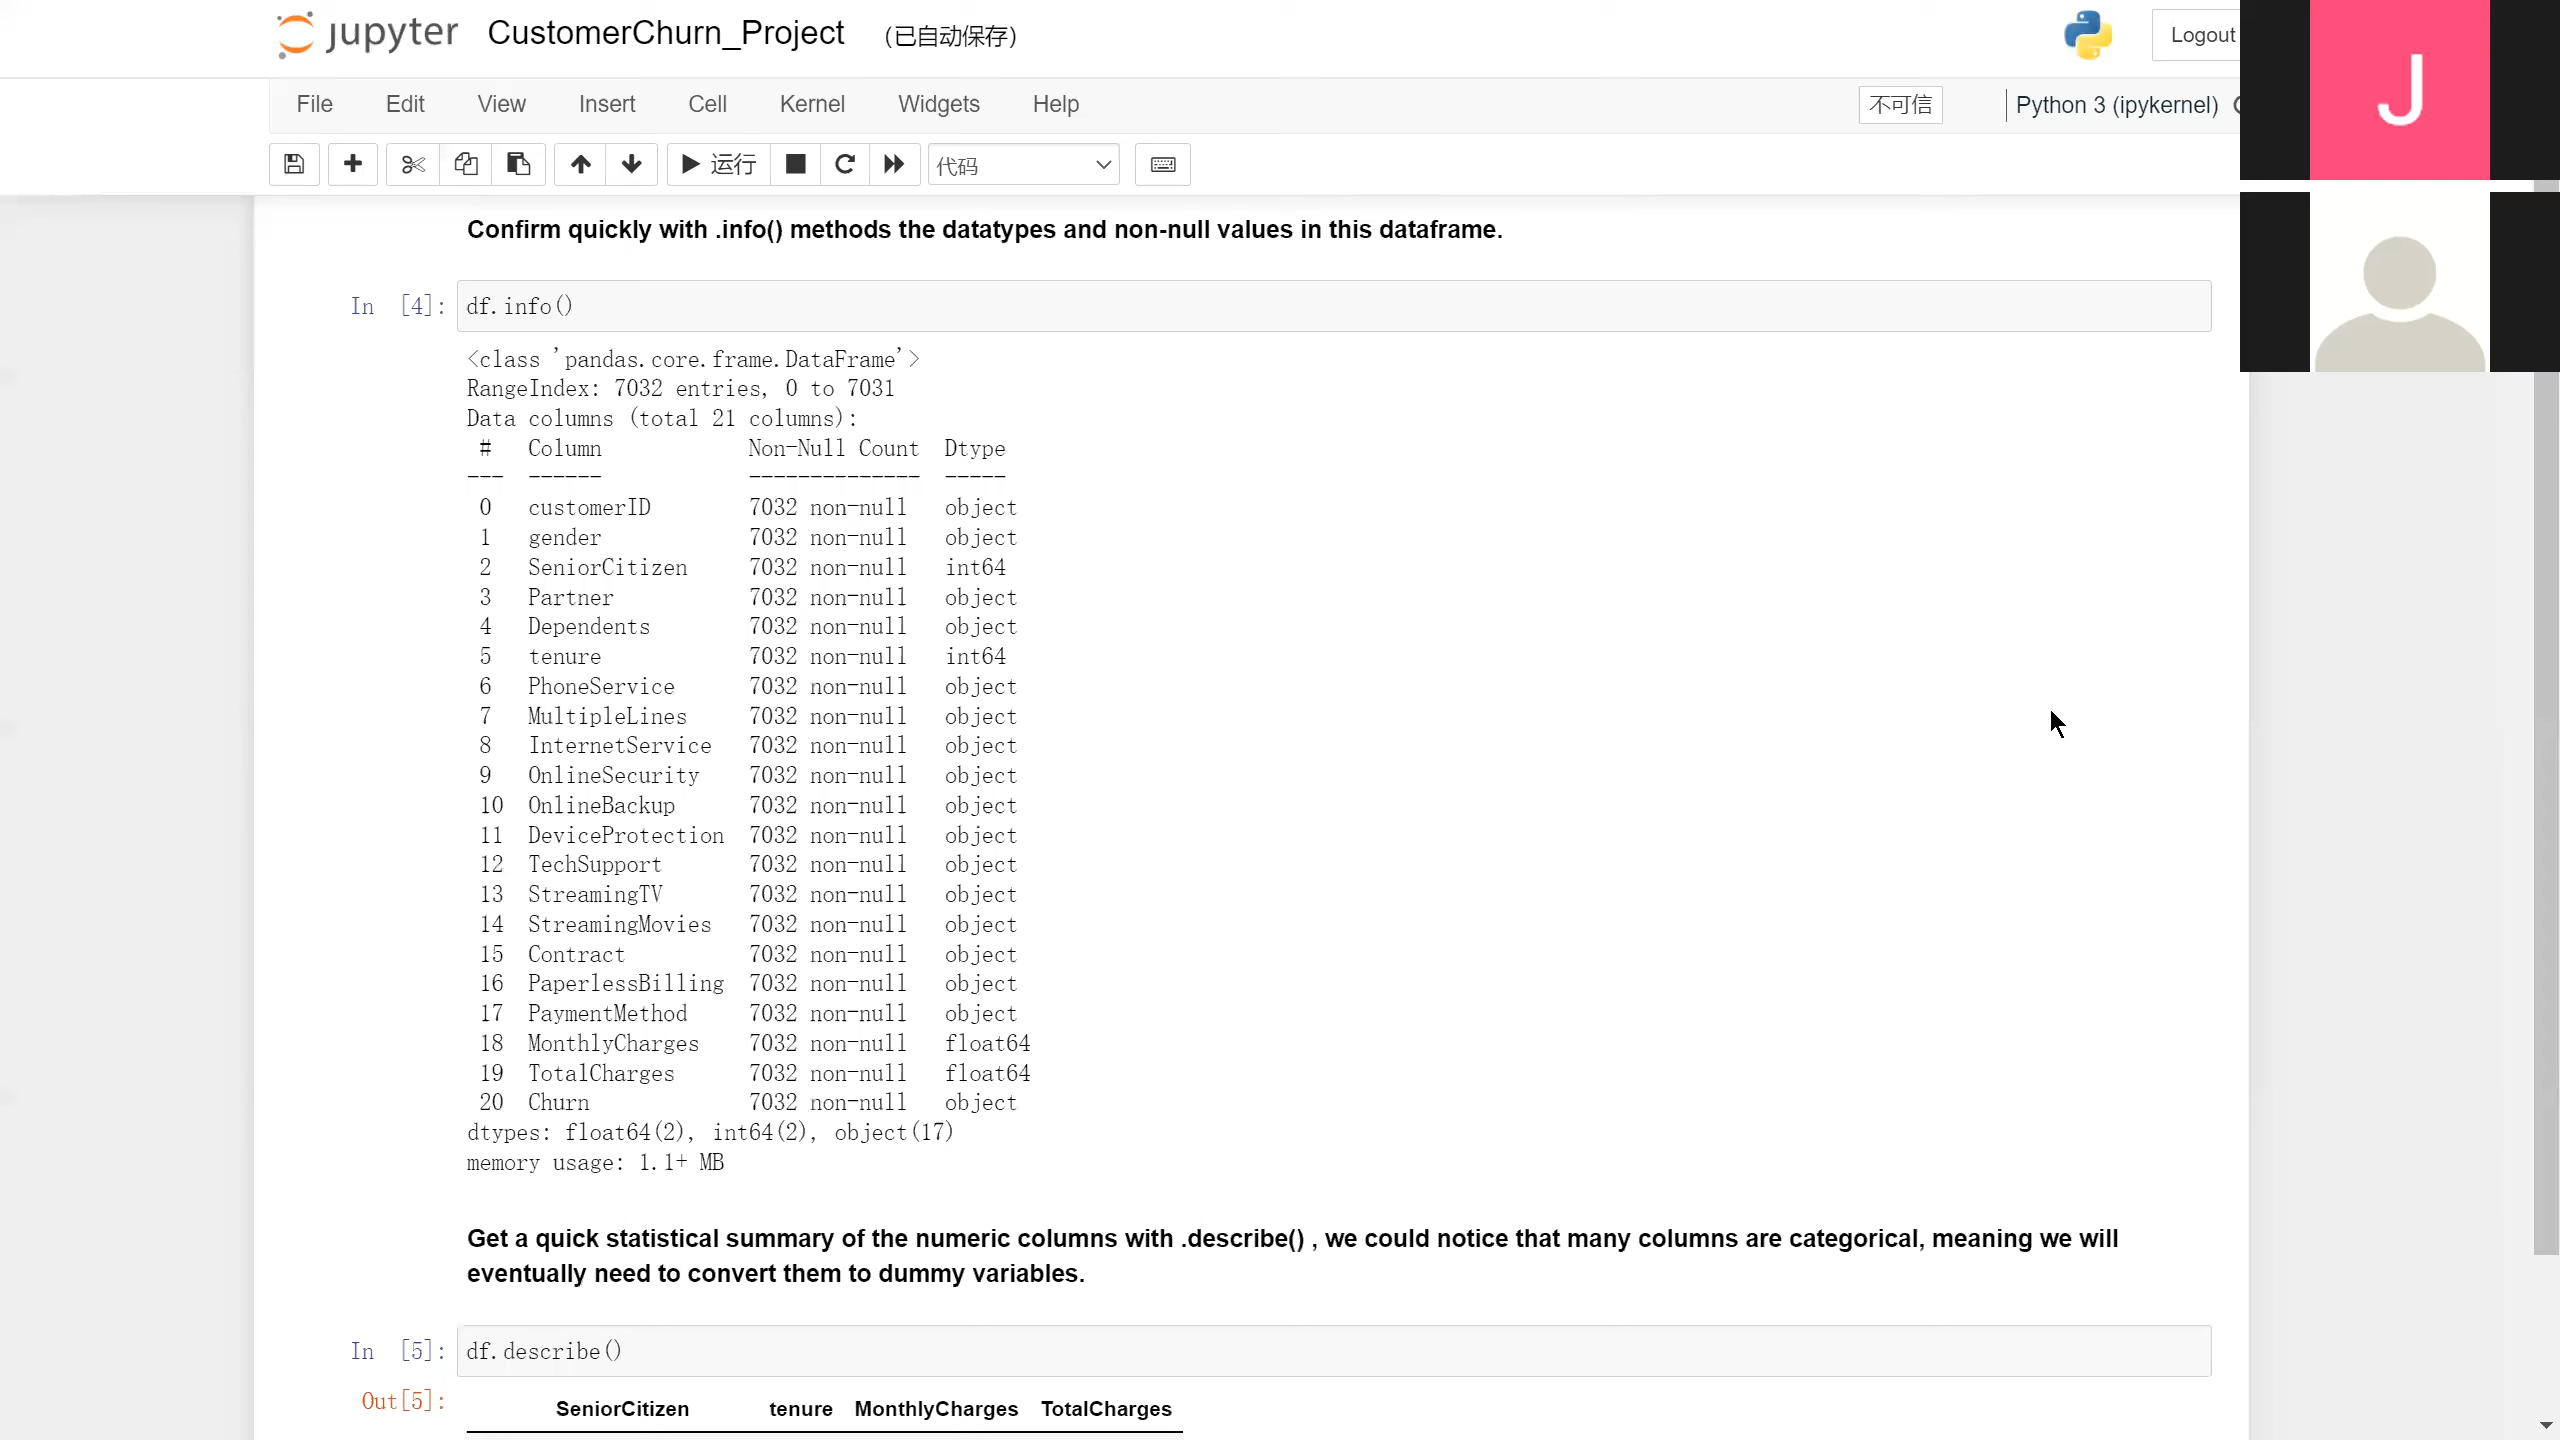 jupyter CustomerChurn_Project (已自动保存)
Logout
J
File Edit View Insert Cell Kernel Widgets Help
不可信
Python 3 (ipykernel)
运行
代码
Confirm quickly with .info() methods the datatypes and non-null values in this dataframe.
In [4]: df.info()
<class 'pandas.core.frame.DataFrame'>
RangeIndex: 7032 entries, 0 to 7031
Data columns (total 21 columns):
 #   Column            Non-Null Count  Dtype
---  ------            --------------  -----
 0   customerID        7032 non-null   object
 1   gender            7032 non-null   object
 2   SeniorCitizen     7032 non-null   int64
 3   Partner           7032 non-null   object
 4   Dependents        7032 non-null   object
 5   tenure            7032 non-null   int64
 6   PhoneService      7032 non-null   object
 7   MultipleLines     7032 non-null   object
 8   InternetService   7032 non-null   object
 9   OnlineSecurity    7032 non-null   object
 10  OnlineBackup      7032 non-null   object
 11  DeviceProtection  7032 non-null   object
 12  TechSupport       7032 non-null   object
 13  StreamingTV       7032 non-null   object
 14  StreamingMovies   7032 non-null   object
 15  Contract          7032 non-null   object
 16  PaperlessBilling  7032 non-null   object
 17  PaymentMethod     7032 non-null   object
 18  MonthlyCharges    7032 non-null   float64
 19  TotalCharges      7032 non-null   float64
 20  Churn             7032 non-null   object
dtypes: float64(2), int64(2), object(17)
memory usage: 1.1+ MB
Get a quick statistical summary of the numeric columns with .describe() , we could notice that many columns are categorical, meaning we will
eventually need to convert them to dummy variables.
In [5]: df.describe()
Out[5]:
SeniorCitizen tenure MonthlyCharges TotalCharges